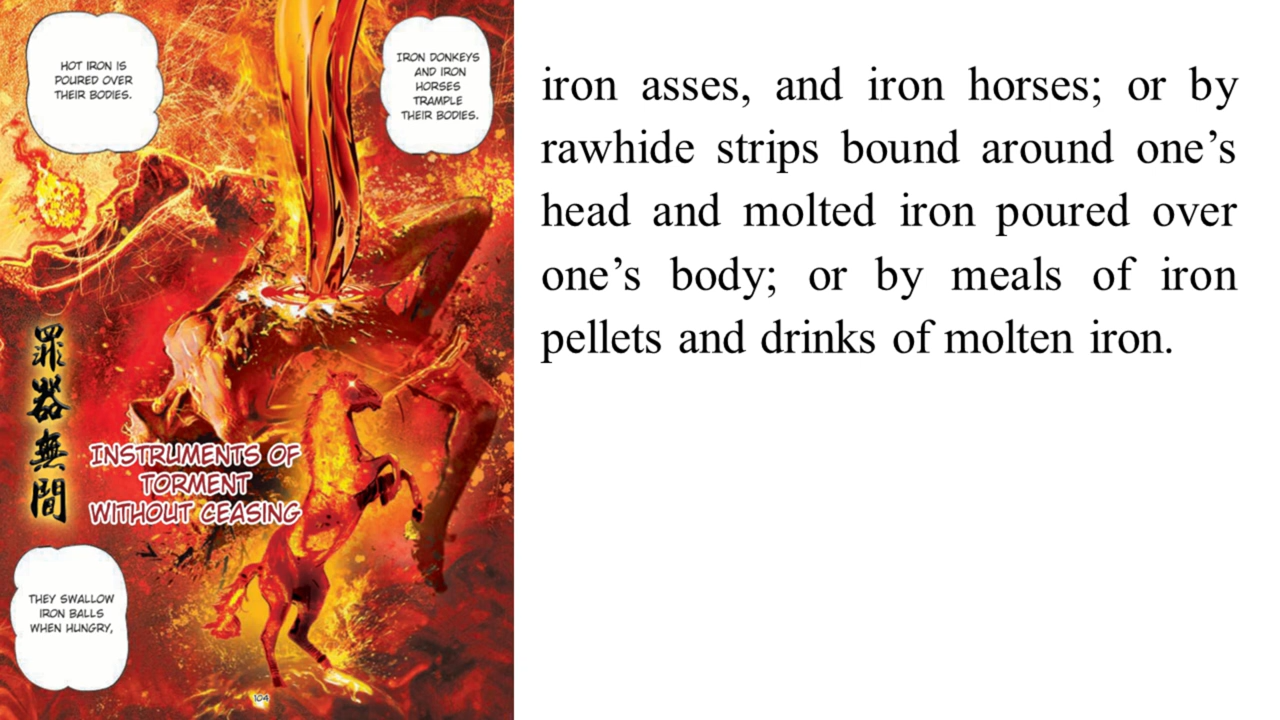 HOT IRON IS
POURED OVER
THEIR BODIES.
IRON DONKEYS
AND IRON
HORSES
TRAMPLE
THEIR BODIES.
罪器無間
INSTRUMENTS OF
TORMENT
WITHOUT CEASING
THEY SWALLOW
IRON BALLS
WHEN HUNGRY,
104
iron asses, and iron horses; or by
rawhide strips bound around one’s
head and molted iron poured over
one’s body; or by meals of iron
pellets and drinks of molten iron.